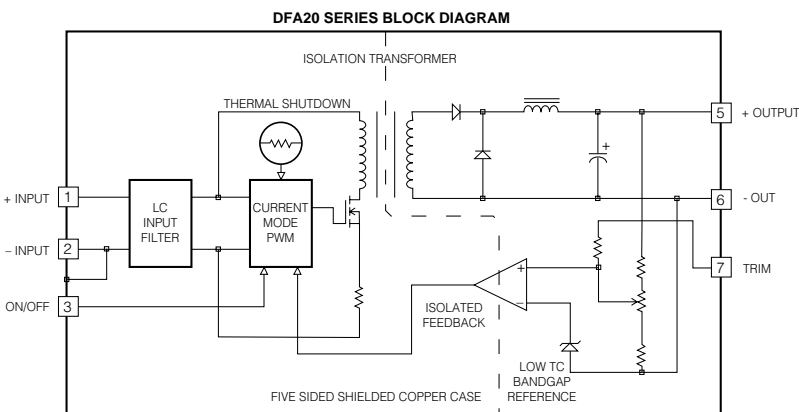 DFA20 SERIES BLOCK DIAGRAM
ISOLATION TRANSFORMER
THERMAL SHUTDOWN
5
+ OUTPUT
+
+ INPUT
1
LC
INPUT
FILTER
CURRENT
MODE
PWM
6
- OUT
– INPUT
2
7
TRIM
+
–
ON/OFF
3
ISOLATED
FEEDBACK
LOW TC
BANDGAP
REFERENCE
FIVE SIDED SHIELDED COPPER CASE